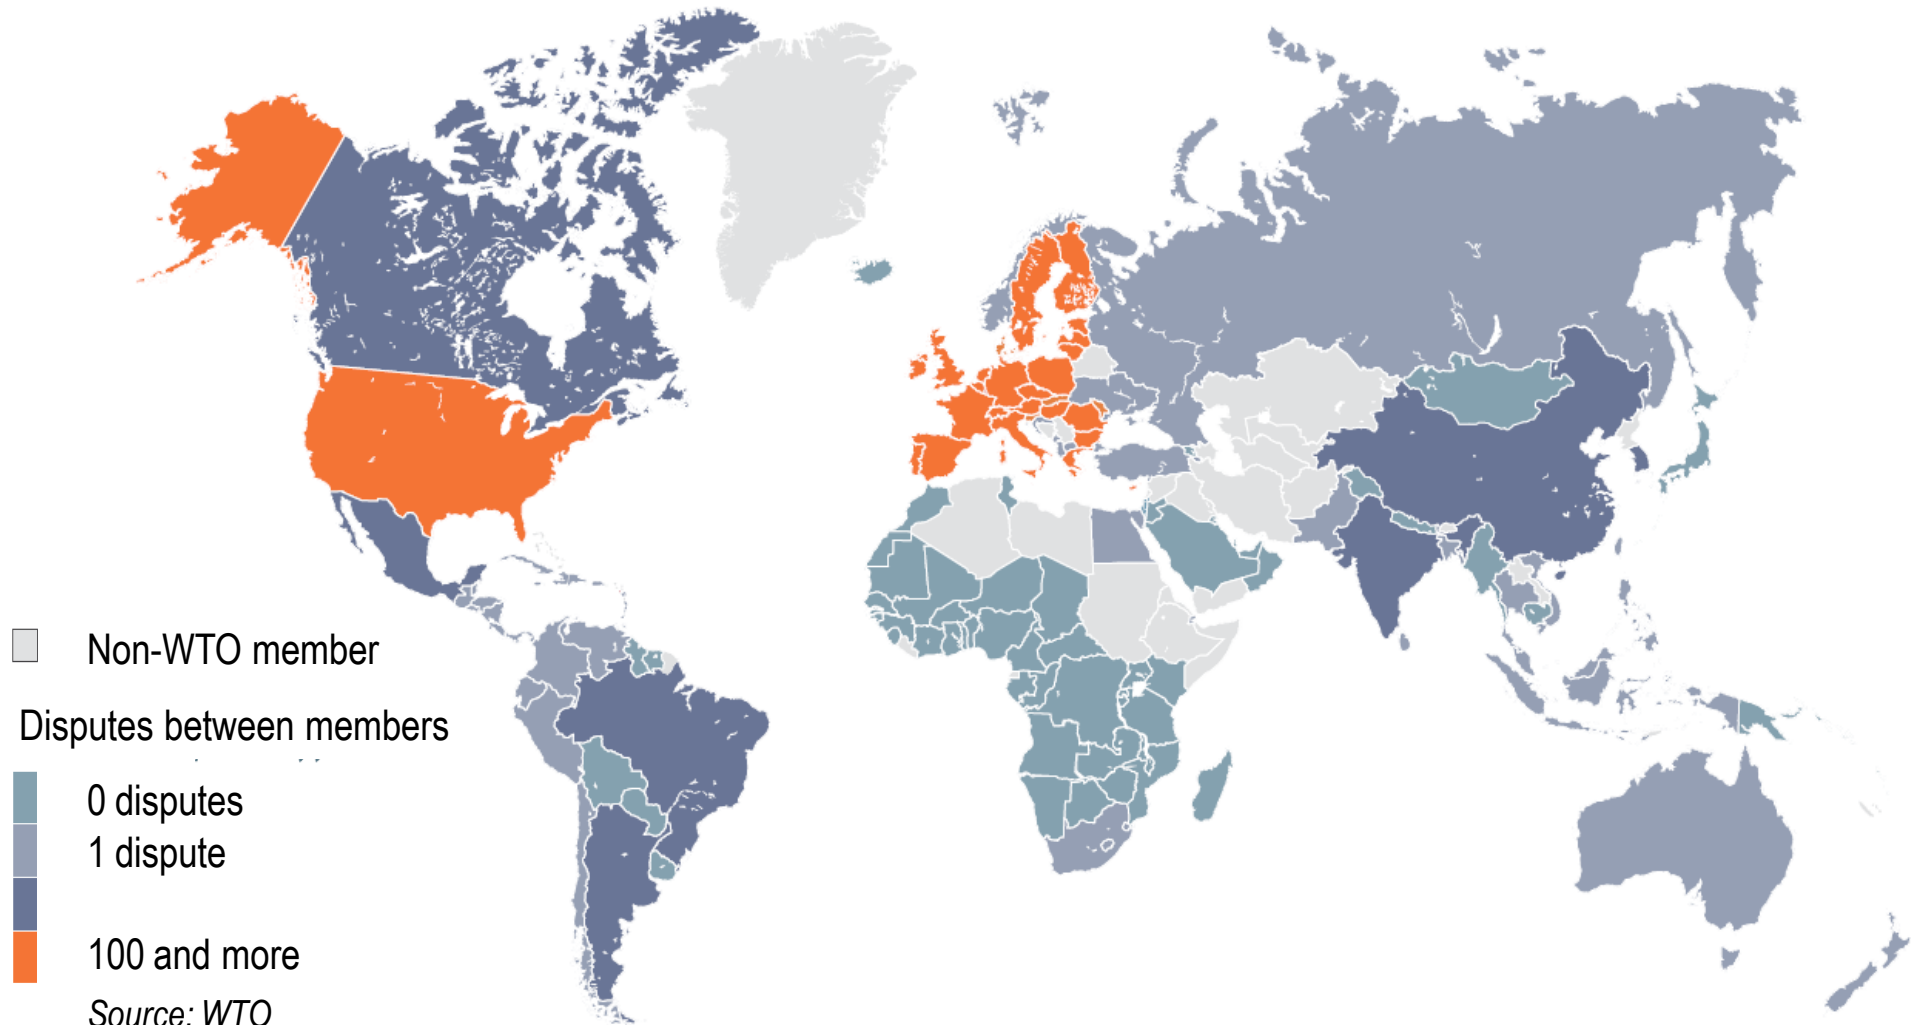 Non-WTO member
Disputes between members
0 disputes
1 dispute
100 and more
Source: WTO